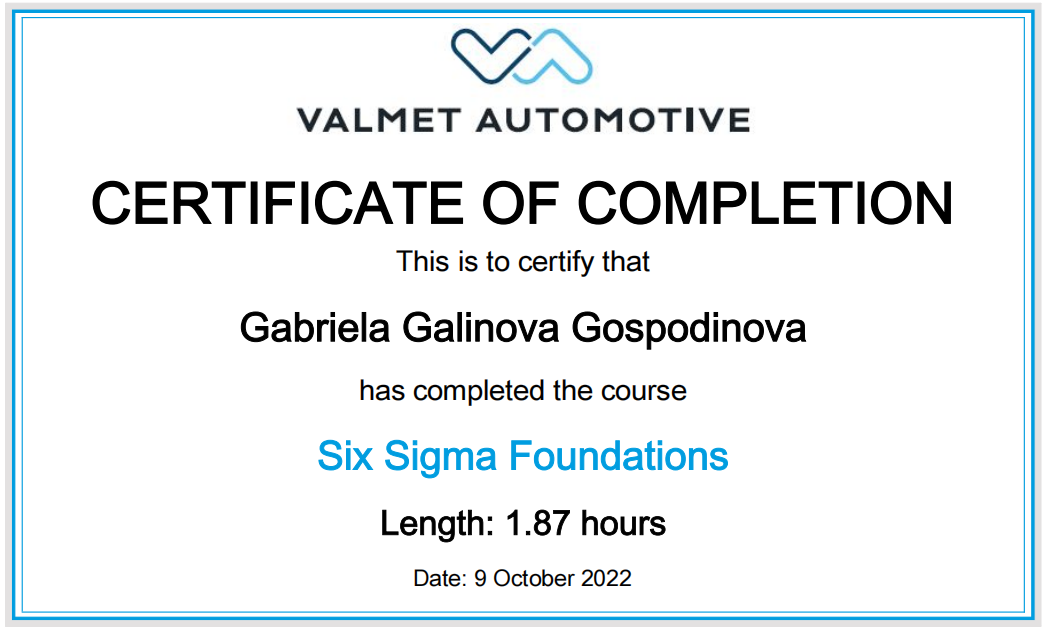 VALMET AUTOMOTIVE
CERTIFICATE OF COMPLETION
This is to certify that
Gabriela Galinova Gospodinova
has completed the course
Six Sigma Foundations
Length: 1.87 hours
Date: 9 October 2022